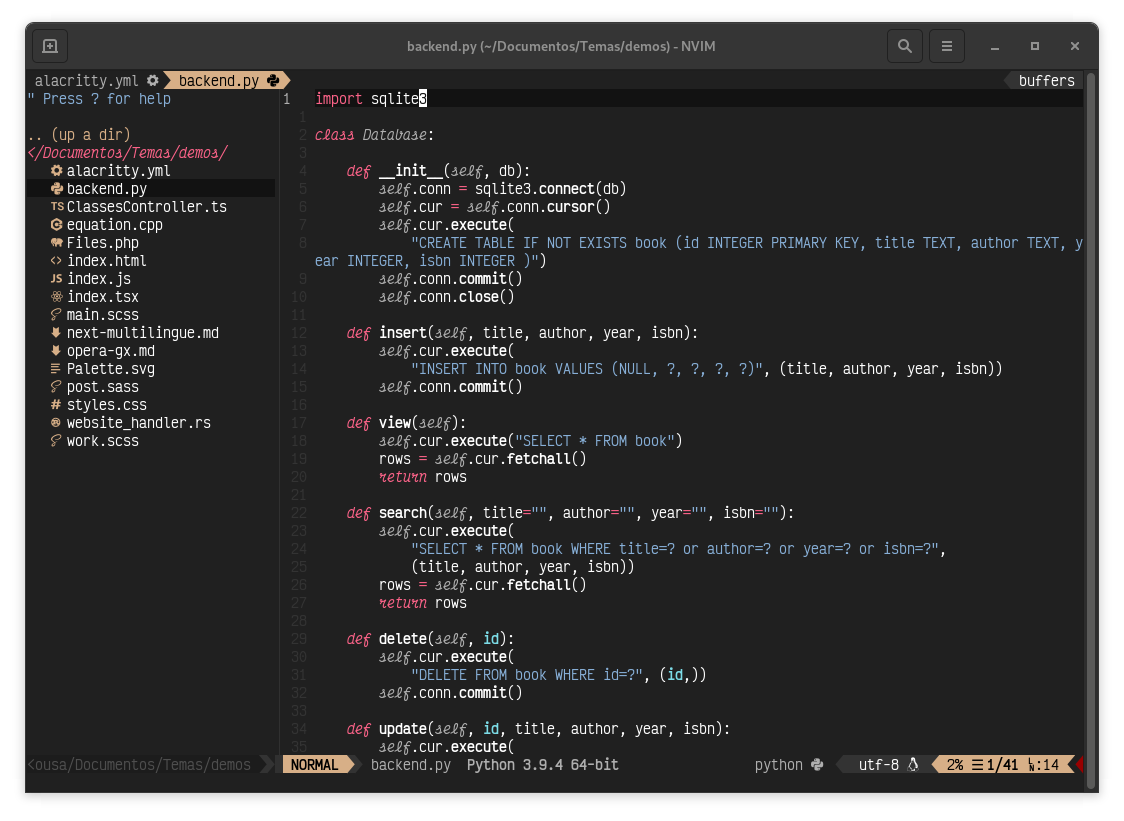 backend.py (~/Documentos/Temas/demos) - NVIM
alacritty.yml backend.py buffers
" Press ? for help
.. (up a dir)
</Documentos/Temas/demos/
alacritty.yml
backend.py
TS ClassesController.ts
equation.cpp
Files.php
<> index.html
JS index.js
index.tsx
main.scss
next-multilingue.md
opera-gx.md
Palette.svg
post.sass
# styles.css
website_handler.rs
work.scss
1 import sqlite3
1
2 class Database:
3
4 def __init__(self, db):
5 self.conn = sqlite3.connect(db)
6 self.cur = self.conn.cursor()
7 self.cur.execute(
8 "CREATE TABLE IF NOT EXISTS book (id INTEGER PRIMARY KEY, title TEXT, author TEXT, y
ear INTEGER, isbn INTEGER )")
9 self.conn.commit()
10 self.conn.close()
11
12 def insert(self, title, author, year, isbn):
13 self.cur.execute(
14 "INSERT INTO book VALUES (NULL, ?, ?, ?, ?)", (title, author, year, isbn))
15 self.conn.commit()
16
17 def view(self):
18 self.cur.execute("SELECT * FROM book")
19 rows = self.cur.fetchall()
20 return rows
21
22 def search(self, title="", author="", year="", isbn=""):
23 self.cur.execute(
24 "SELECT * FROM book WHERE title=? or author=? or year=? or isbn=?",
25 (title, author, year, isbn))
26 rows = self.cur.fetchall()
27 return rows
28
29 def delete(self, id):
30 self.cur.execute(
31 "DELETE FROM book WHERE id=?", (id,))
32 self.conn.commit()
33
34 def update(self, id, title, author, year, isbn):
35 self.cur.execute(
<ousa/Documentos/Temas/demos NORMAL backend.py Python 3.9.4 64-bit python utf-8 2% ☰ 1/41 :14